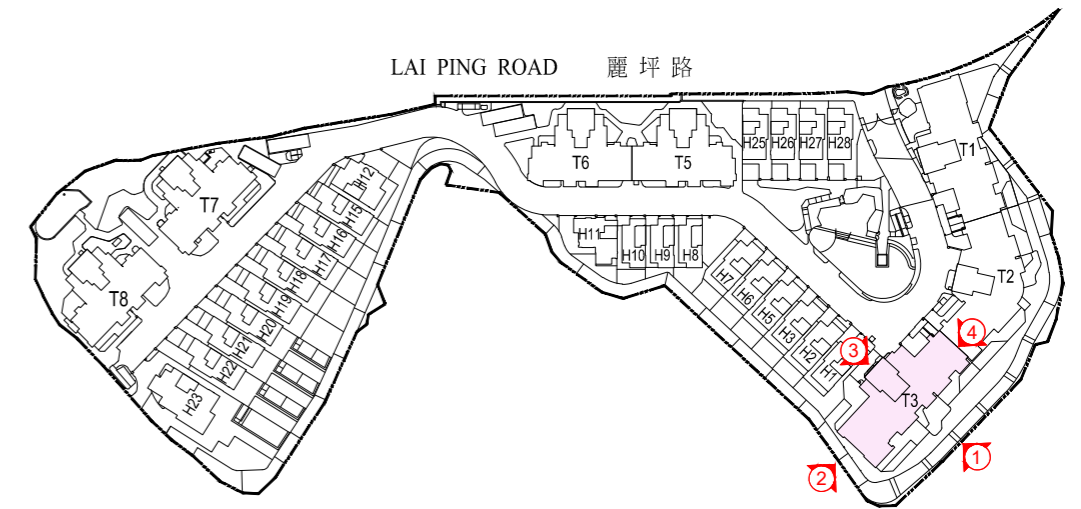 LAI PING ROAD 麗坪路
T1
T2
T3
T5
T6
T7
T8
H1
H2
H3
H5
H6
H7
H8
H9
H10
H11
H12
H15
H16
H17
H18
H19
H20
H21
H22
H23
H25
H26
H27
H28
1
2
3
4